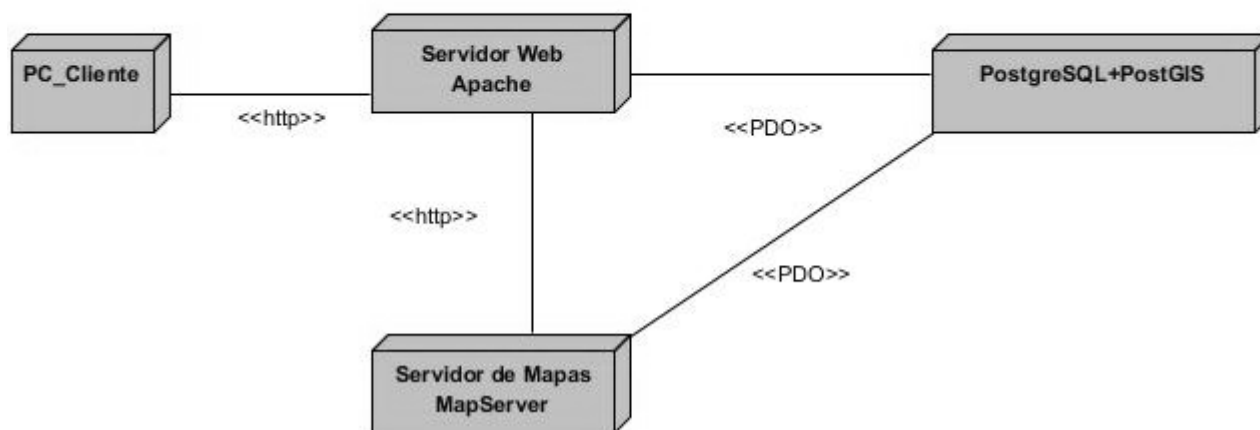 PC_Cliente
<<http>>
Servidor Web
Apache
<<PDO>>
PostgreSQL+PostGIS
<<http>>
<<PDO>>
Servidor de Mapas
MapServer